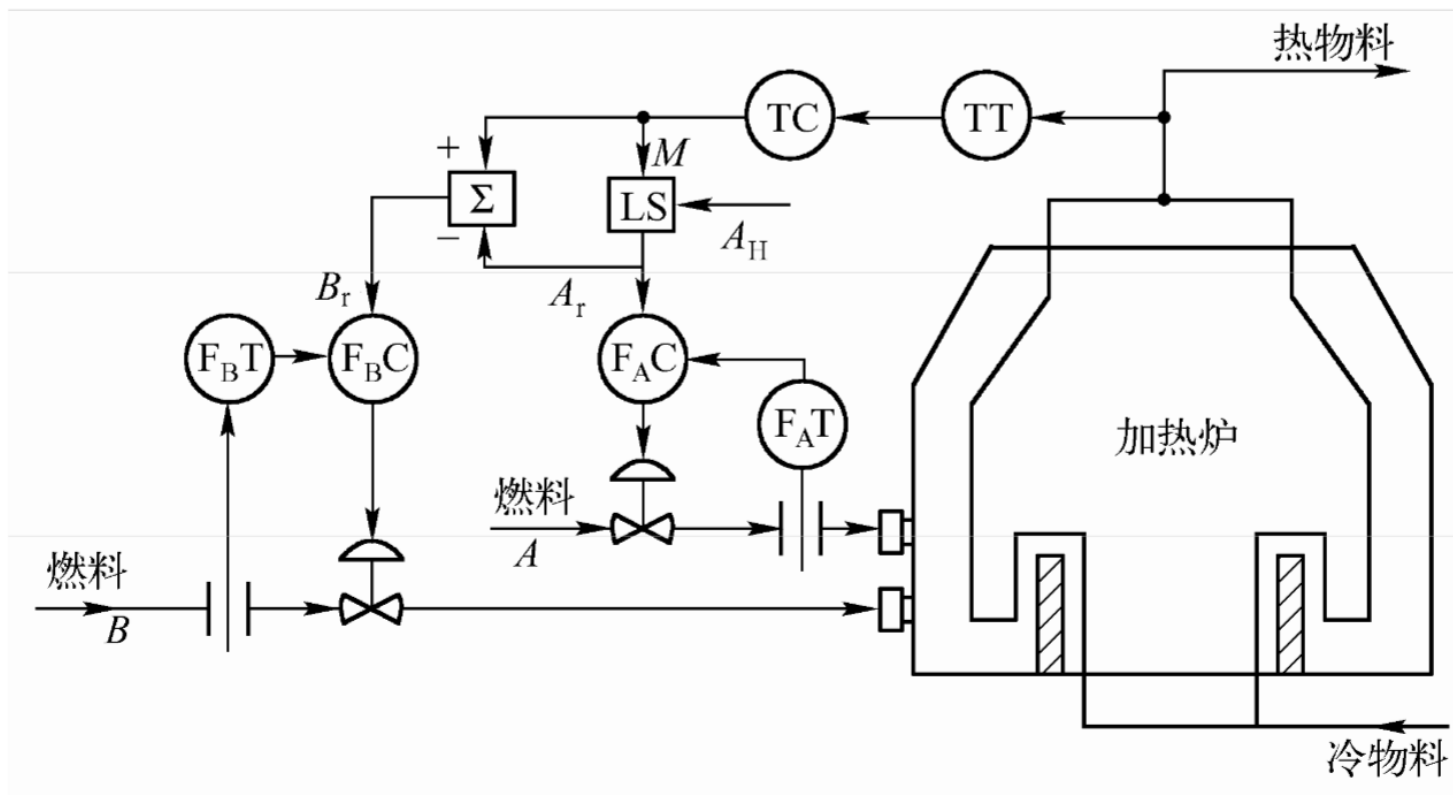 热物料
TC
TT
+
M
Σ
LS
−
A_H
B_r
A_r
F_BT
F_BC
F_AC
F_AT
加热炉
燃料
A
燃料
B
冷物料